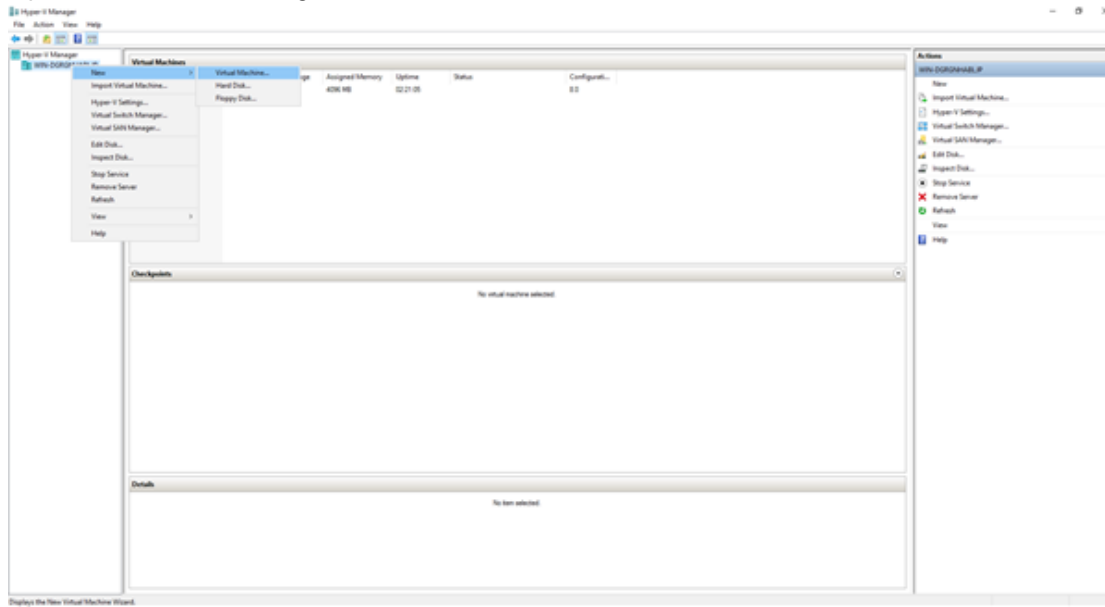 Hyper-V Manager
File Action View Help
Hyper-V Manager
New
Import Virtual Machine...
Hyper-V Settings...
Virtual Switch Manager...
Virtual SAN Manager...
Edit Disk...
Inspect Disk...
Stop Service
Remove Server
Refresh
View
Help
Virtual Machine...
Hard Disk...
Floppy Disk...
Virtual Machines
Assigned Memory Uptime Status Configurati...
4096 MB 02:21:05
Checkpoints
No virtual machine selected.
Details
No item selected.
Actions
New
Import Virtual Machine...
Hyper-V Settings...
Virtual Switch Manager...
Virtual SAN Manager...
Edit Disk...
Inspect Disk...
Stop Service
Remove Server
Refresh
View
Help
Displays the New Virtual Machine Wizard.